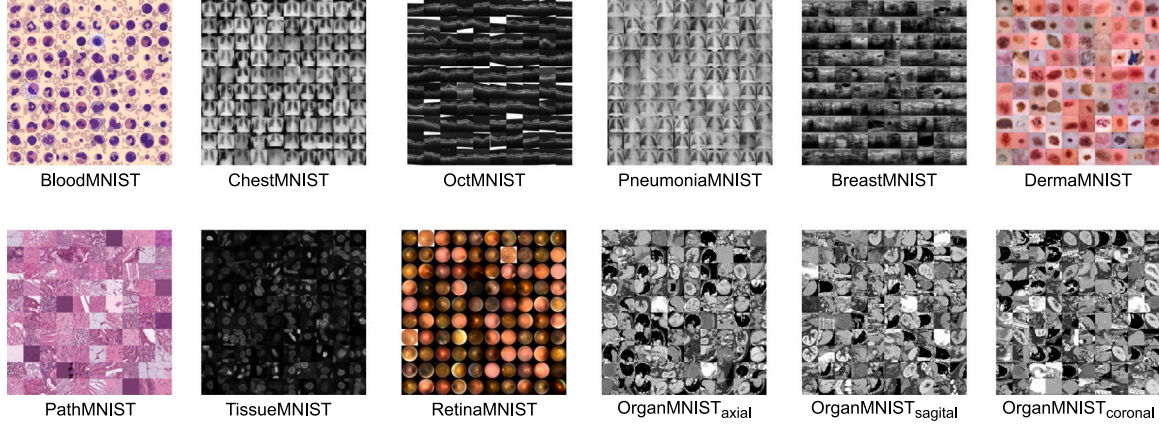 BloodMNIST
ChestMNIST
OctMNIST
PneumoniaMNIST
BreastMNIST
DermaMNIST
PathMNIST
TissueMNIST
RetinaMNIST
OrganMNISTaxial
OrganMNISTsagital
OrganMNISTcoronal